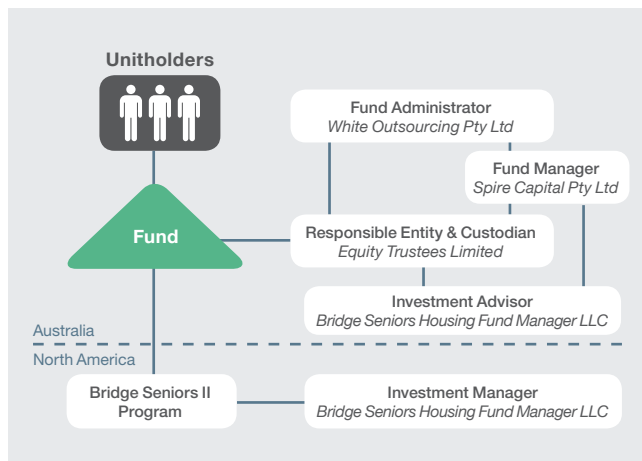 Unitholders
Fund Administrator
White Outsourcing Pty Ltd
Fund Manager
Spire Capital Pty Ltd
Fund
Responsible Entity & Custodian
Equity Trustees Limited
Investment Advisor
Bridge Seniors Housing Fund Manager LLC
Australia
North America
Bridge Seniors II
Program
Investment Manager
Bridge Seniors Housing Fund Manager LLC